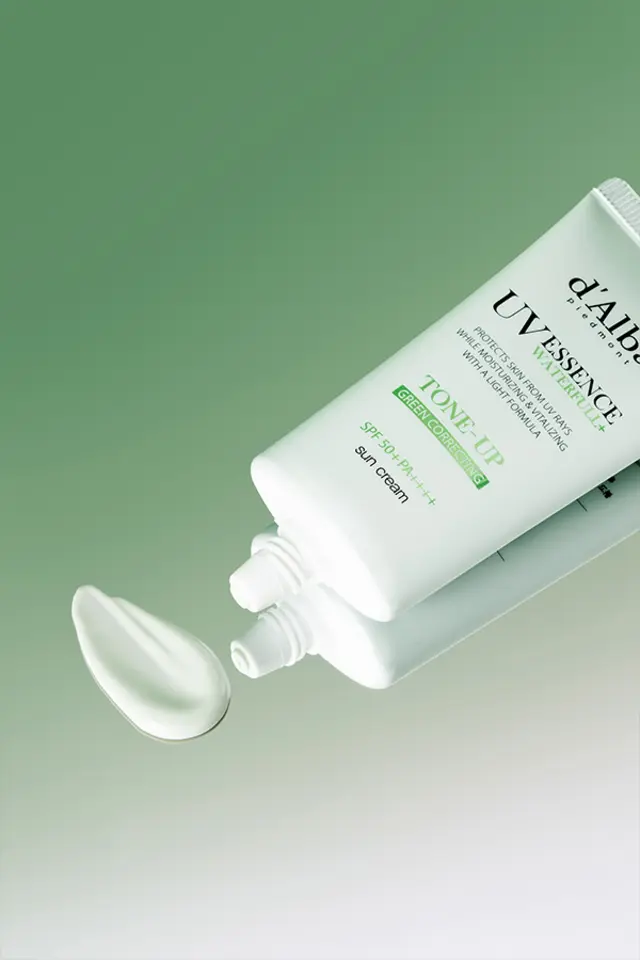 d'Alba
Piedmont
UV ESSENCE
WATERFULL+
PROTECTS SKIN FROM UV RAYS
WHILE MOISTURIZING & VITALIZING
WITH A LIGHT FORMULA
TONE-UP
GREEN CORRECTING
SPF 50+ PA++++
sun cream